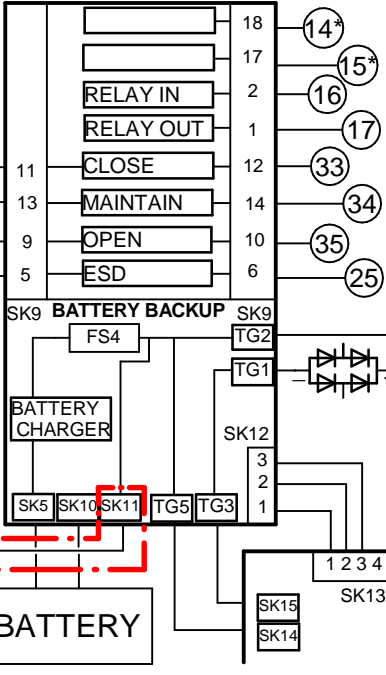 18 14*
17 15*
RELAY IN 2 16
RELAY OUT 1 17
11 CLOSE 12 33
13 MAINTAIN 14 34
9 OPEN 10 35
5 ESD 6 25
SK9 BATTERY BACKUP SK9
FS4 TG2
TG1
BATTERY
CHARGER
SK12
3
2
1
SK5 SK10 SK11 TG5 TG3
1 2 3 4
SK13
SK15
SK14
BATTERY